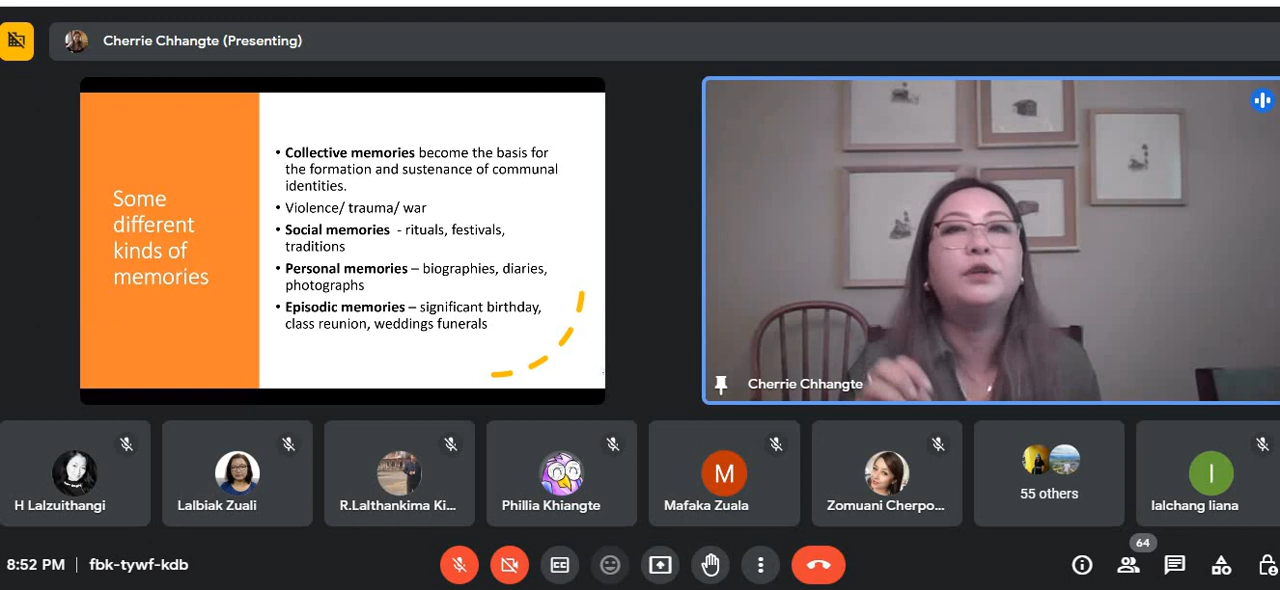 Cherrie Chhangte (Presenting)
Some
different
kinds of
memories
• Collective memories become the basis for
the formation and sustenance of communal
identities.
• Violence/ trauma/ war
• Social memories - rituals, festivals,
traditions
• Personal memories – biographies, diaries,
photographs
• Episodic memories – significant birthday,
class reunion, weddings funerals
Cherrie Chhangte
H Lalzuithangi
Lalbiak Zuali
R.Lalthankima Ki...
Phillia Khiangte
M
Mafaka Zuala
Zomuani Cherpo...
55 others
l
lalchang liana
8:52 PM | fbk-tywf-kdb
CC
64